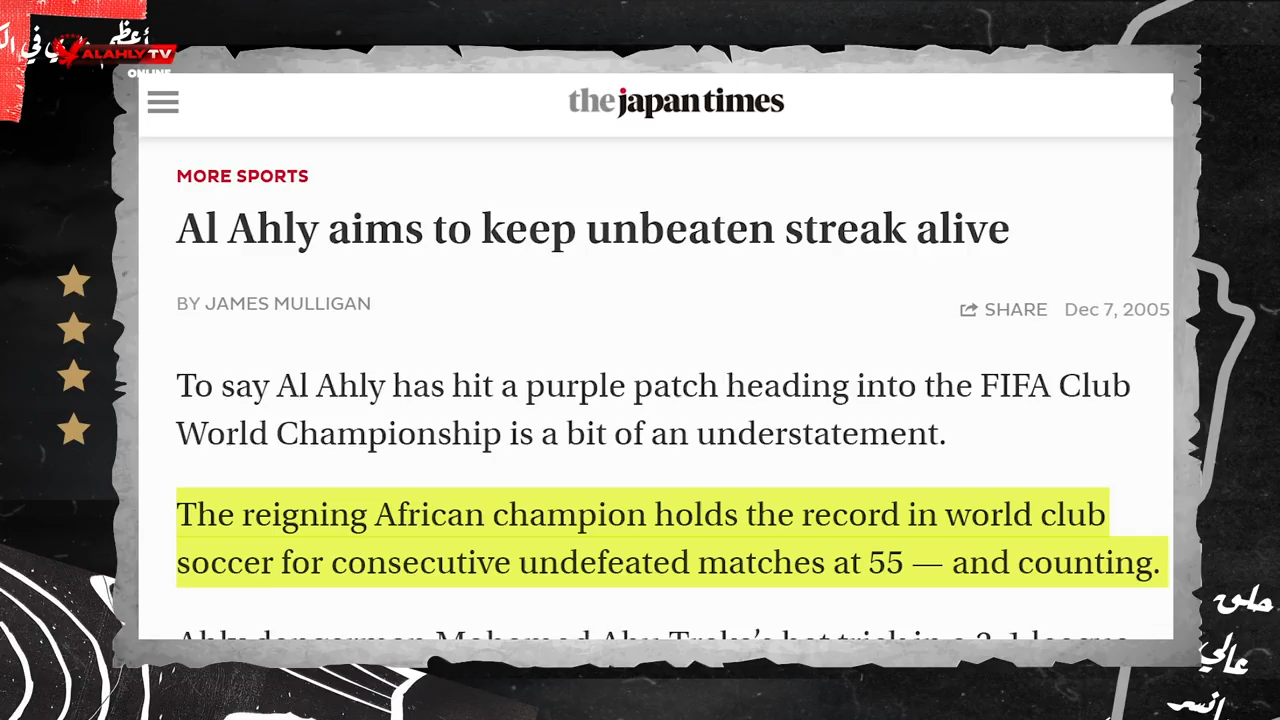 أعظم
في
ALAHLY TV
ONLINE
the japan times
MORE SPORTS
Al Ahly aims to keep unbeaten streak alive
BY JAMES MULLIGAN
SHARE Dec 7, 2005
To say Al Ahly has hit a purple patch heading into the FIFA Club
World Championship is a bit of an understatement.
The reigning African champion holds the record in world club
soccer for consecutive undefeated matches at 55 — and counting.